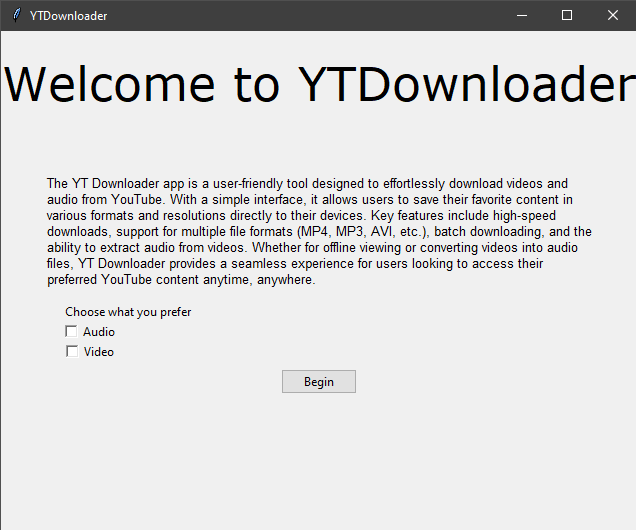 YTDownloader
Welcome to YTDownloader
The YT Downloader app is a user-friendly tool designed to effortlessly download videos and
audio from YouTube. With a simple interface, it allows users to save their favorite content in
various formats and resolutions directly to their devices. Key features include high-speed
downloads, support for multiple file formats (MP4, MP3, AVI, etc.), batch downloading, and the
ability to extract audio from videos. Whether for offline viewing or converting videos into audio
files, YT Downloader provides a seamless experience for users looking to access their
preferred YouTube content anytime, anywhere.
Choose what you prefer
Audio
Video
Begin